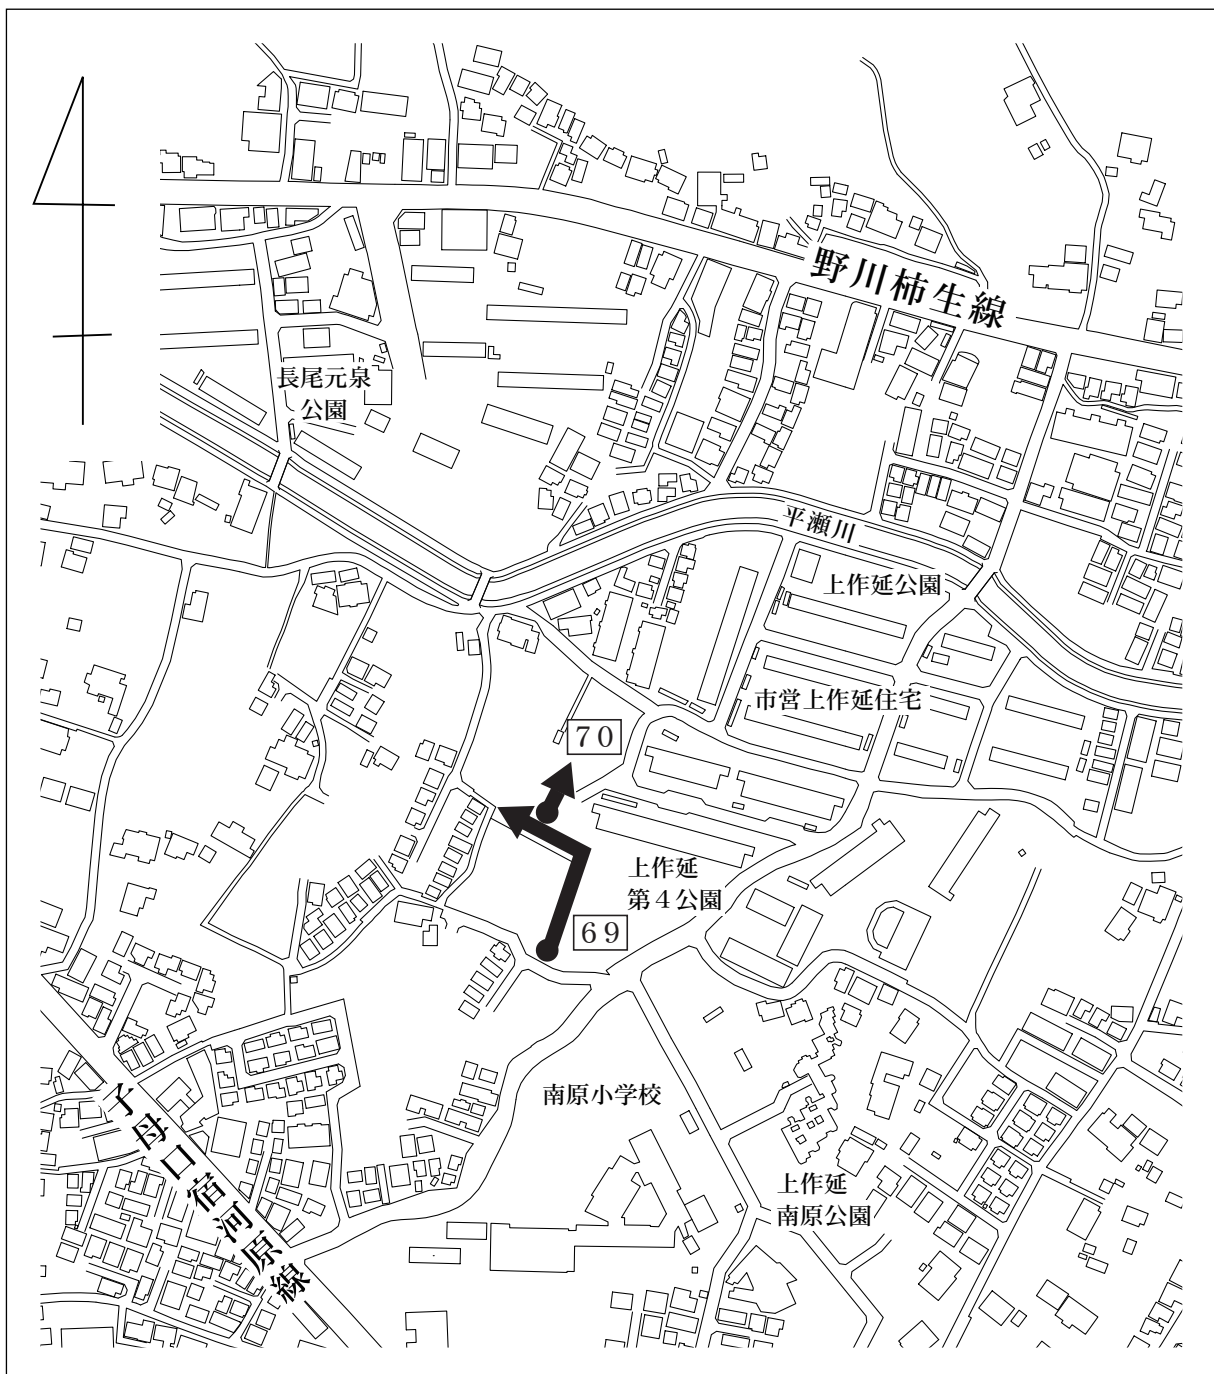 野川柿生線
長尾元泉
公園
平瀬川
上作延公園
市営上作延住宅
70
上作延
第4公園
69
南原小学校
子母口宿河原線
上作延
南原公園